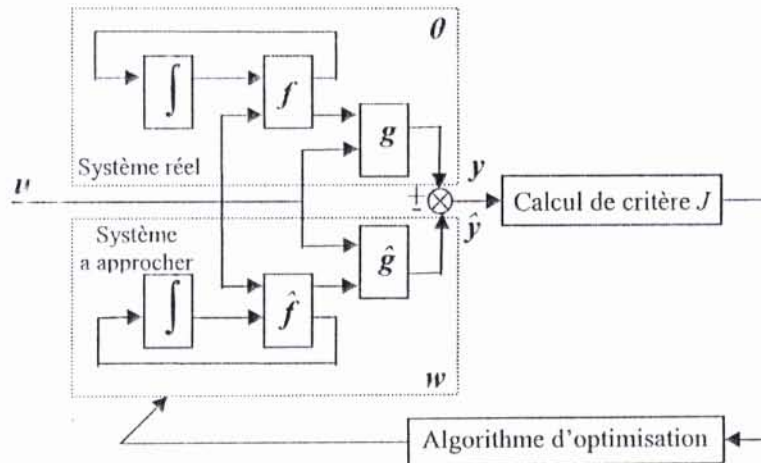 θ
∫ f
g
Système réel
u
y
± Calcul de critère J
ŷ
Système
a approcher
ĝ
∫ f̂
w
Algorithme d'optimisation